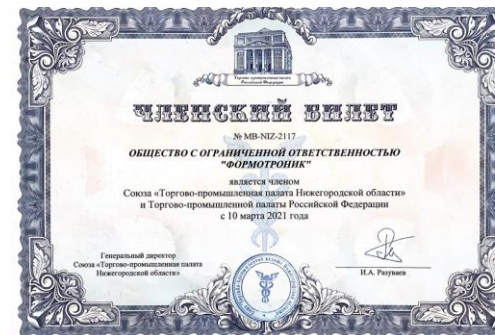 Торгово-промышленная палата
Российской Федерации
ЧЛЕНСКИЙ БИЛЕТ
№ MB-NIZ-2117
ОБЩЕСТВО С ОГРАНИЧЕННОЙ ОТВЕТСТВЕННОСТЬЮ
"ФОРМОТРОНИК"
является членом
Союза «Торгово-промышленная палата Нижегородской области»
и Торгово-промышленной палаты Российской Федерации
с 10 марта 2021 года
Генеральный директор
Союза «Торгово-промышленная палата
Нижегородской области»
И.А. Разуваев